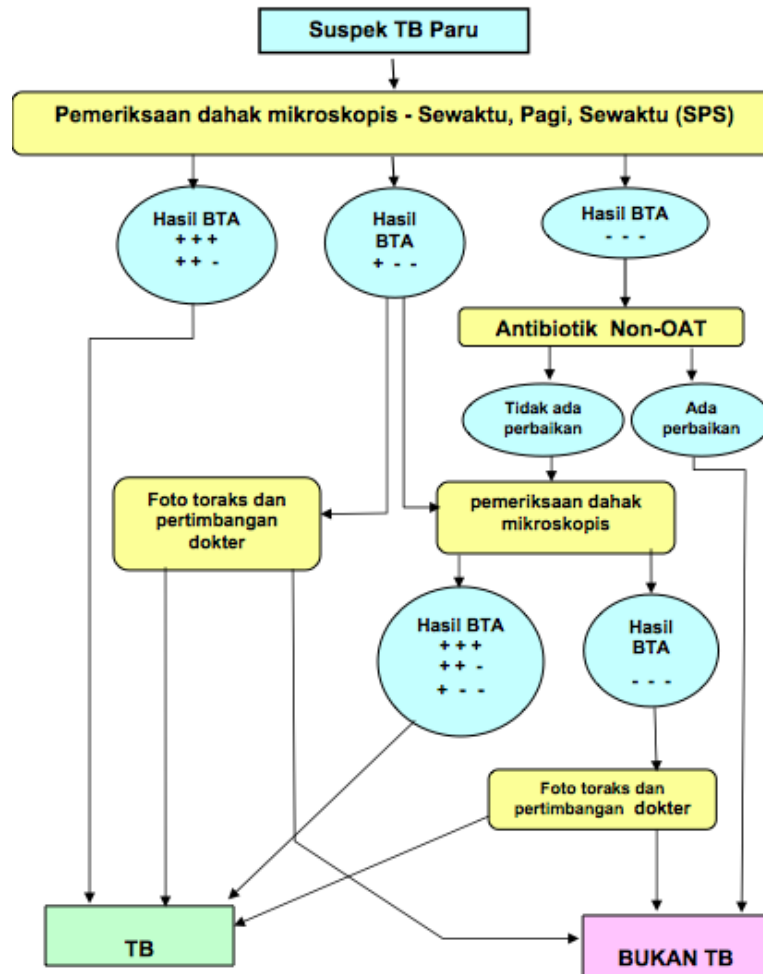 Suspek TB Paru
Pemeriksaan dahak mikroskopis - Sewaktu, Pagi, Sewaktu (SPS)
Hasil BTA
+ + +
+ + -
Hasil
BTA
+ - -
Hasil BTA
- - -
Antibiotik Non-OAT
Tidak ada
perbaikan
Ada
perbaikan
Foto toraks dan
pertimbangan
dokter
pemeriksaan dahak
mikroskopis
Hasil BTA
+ + +
+ + -
+ - -
Hasil
BTA
- - -
Foto toraks dan
pertimbangan dokter
TB
BUKAN TB